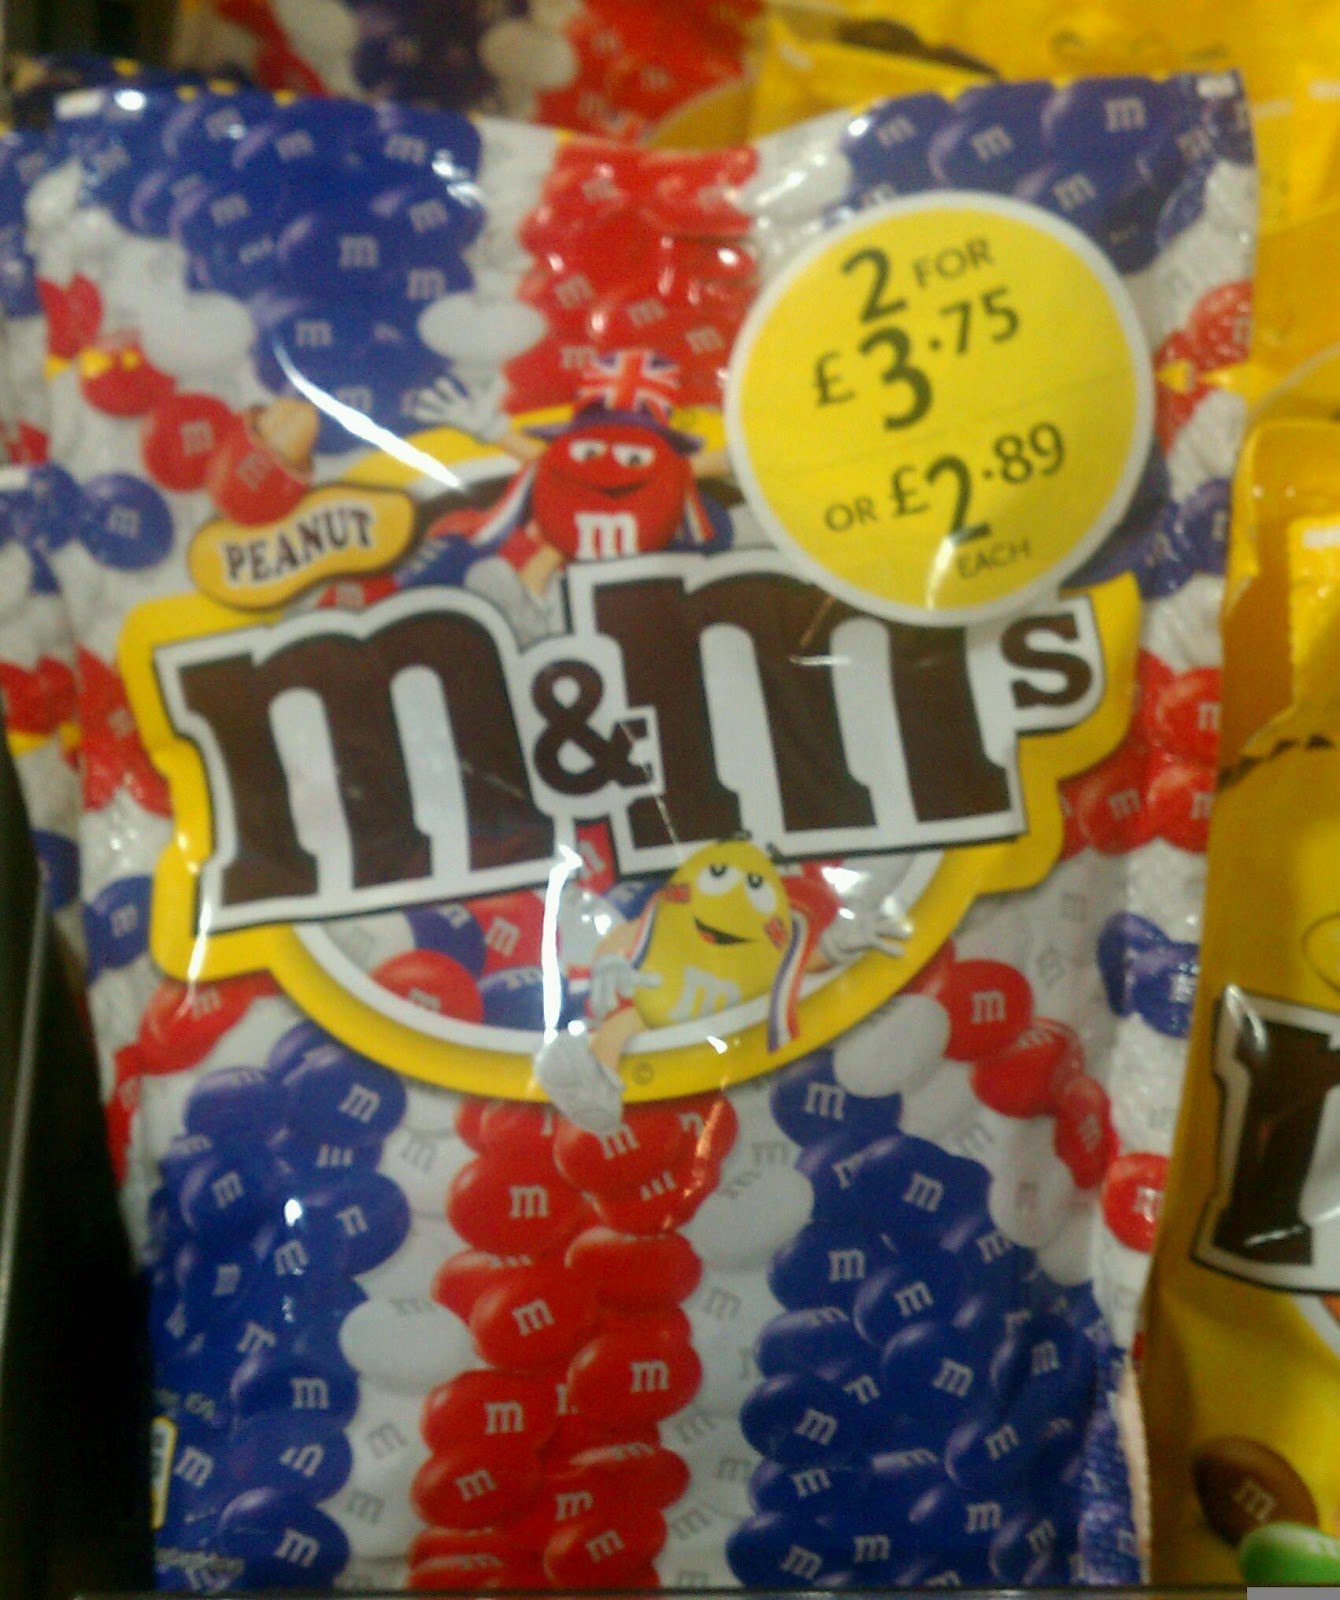 2 FOR
£3.75
OR £2.89
EACH
PEANUT
m
m&m's
m